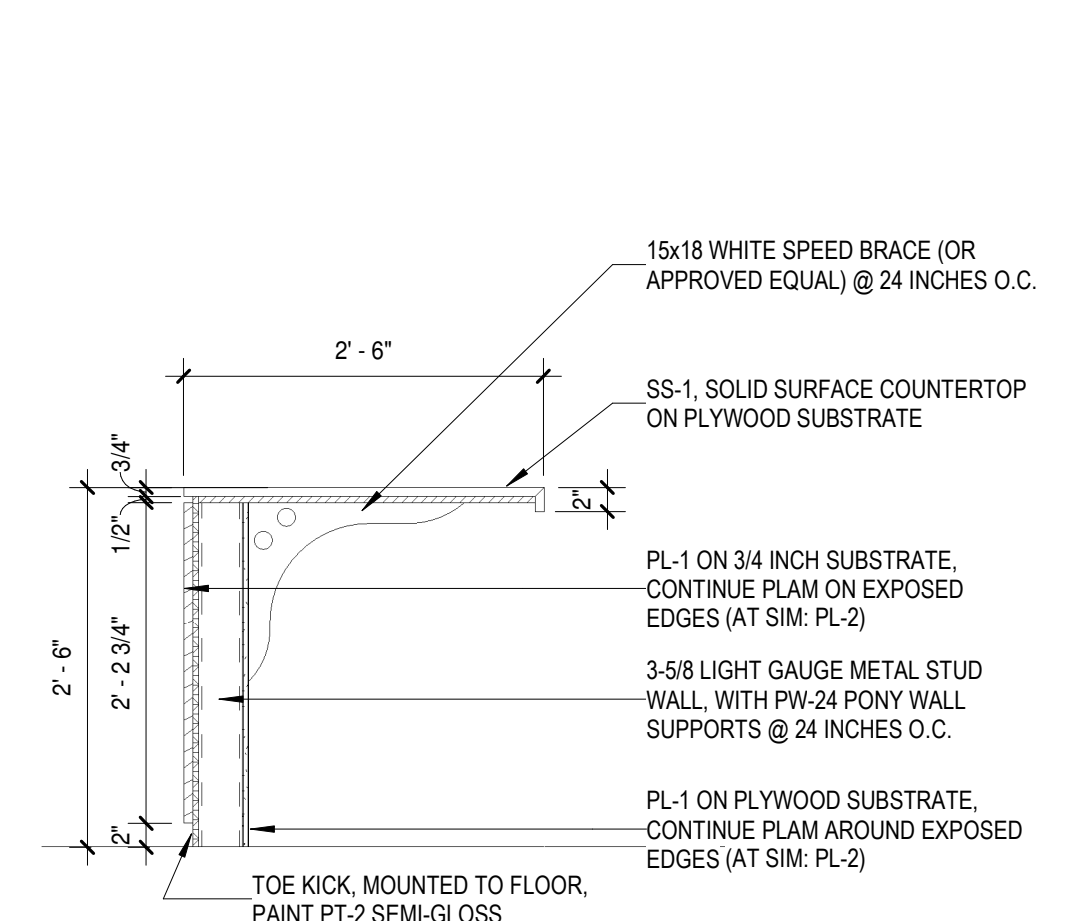 15x18 WHITE SPEED BRACE (OR
APPROVED EQUAL) @ 24 INCHES O.C.
2' - 6"
SS-1, SOLID SURFACE COUNTERTOP
ON PLYWOOD SUBSTRATE
3/4"
2"
1/2"
PL-1 ON 3/4 INCH SUBSTRATE,
CONTINUE PLAM ON EXPOSED
EDGES (AT SIM: PL-2)
2' - 6"
2' - 2 3/4"
3-5/8 LIGHT GAUGE METAL STUD
WALL, WITH PW-24 PONY WALL
SUPPORTS @ 24 INCHES O.C.
2"
PL-1 ON PLYWOOD SUBSTRATE,
CONTINUE PLAM AROUND EXPOSED
EDGES (AT SIM: PL-2)
TOE KICK, MOUNTED TO FLOOR,
PAINT PT-2 SEMI-GLOSS